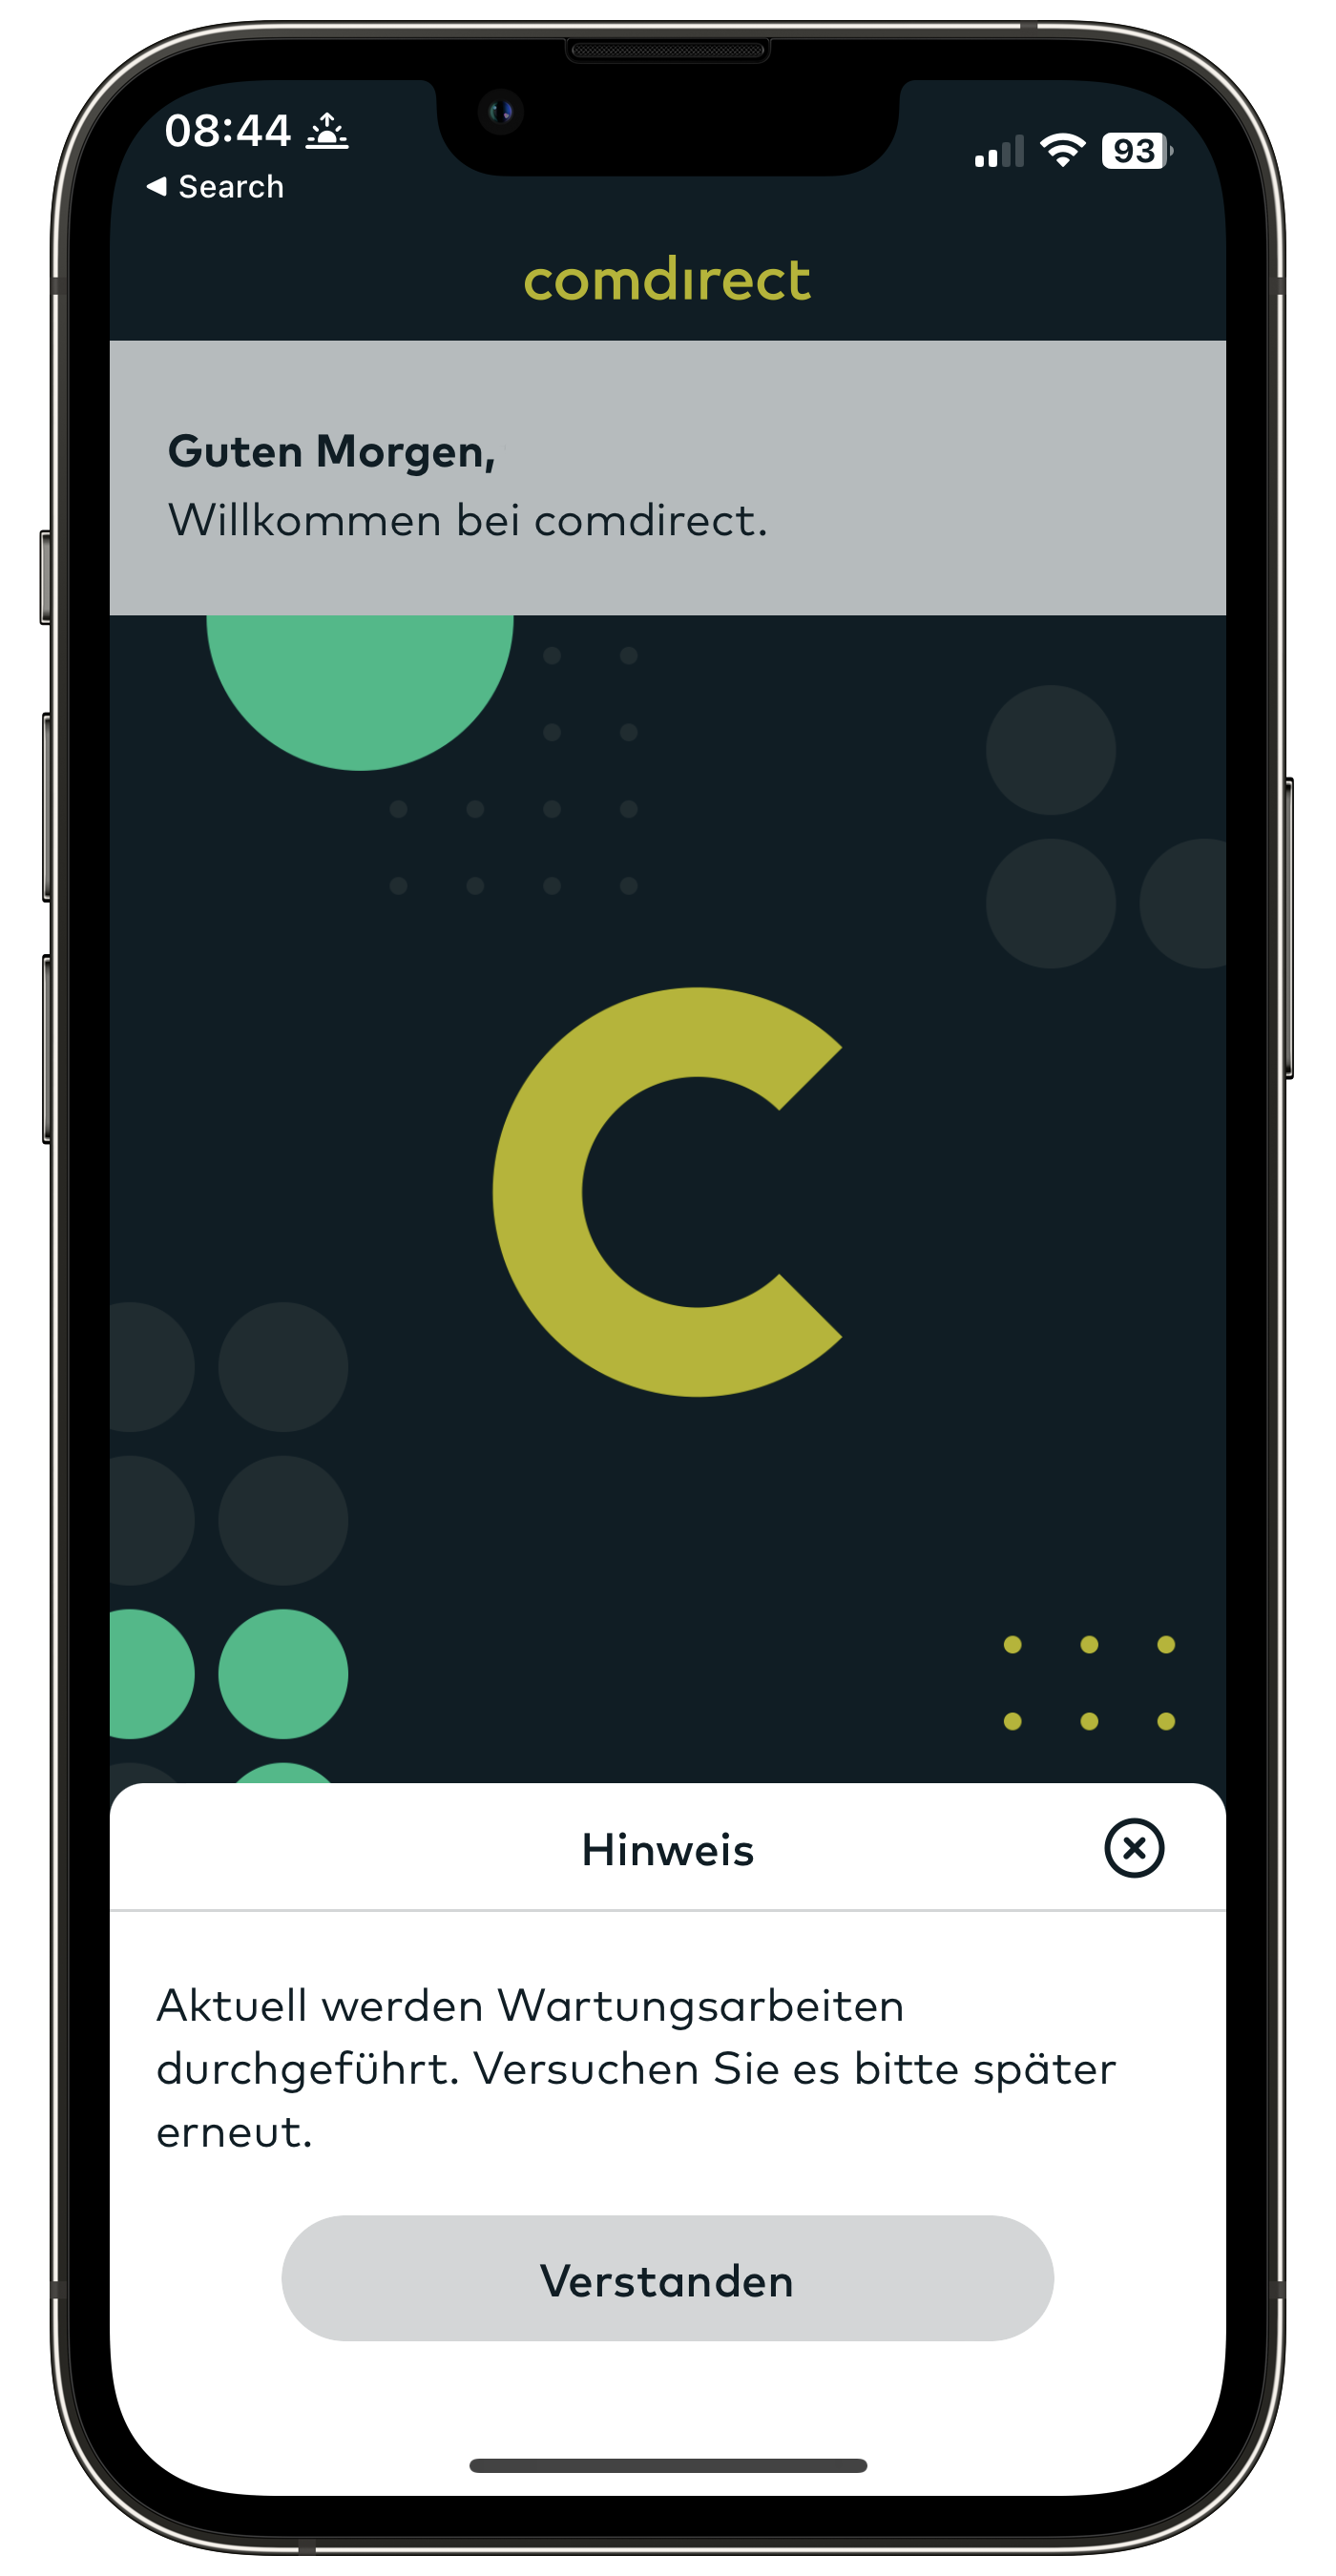 08:44
93
Search
comdirect
Guten Morgen,
Willkommen bei comdirect.
Hinweis
Aktuell werden Wartungsarbeiten
durchgeführt. Versuchen Sie es bitte später
erneut.
Verstanden